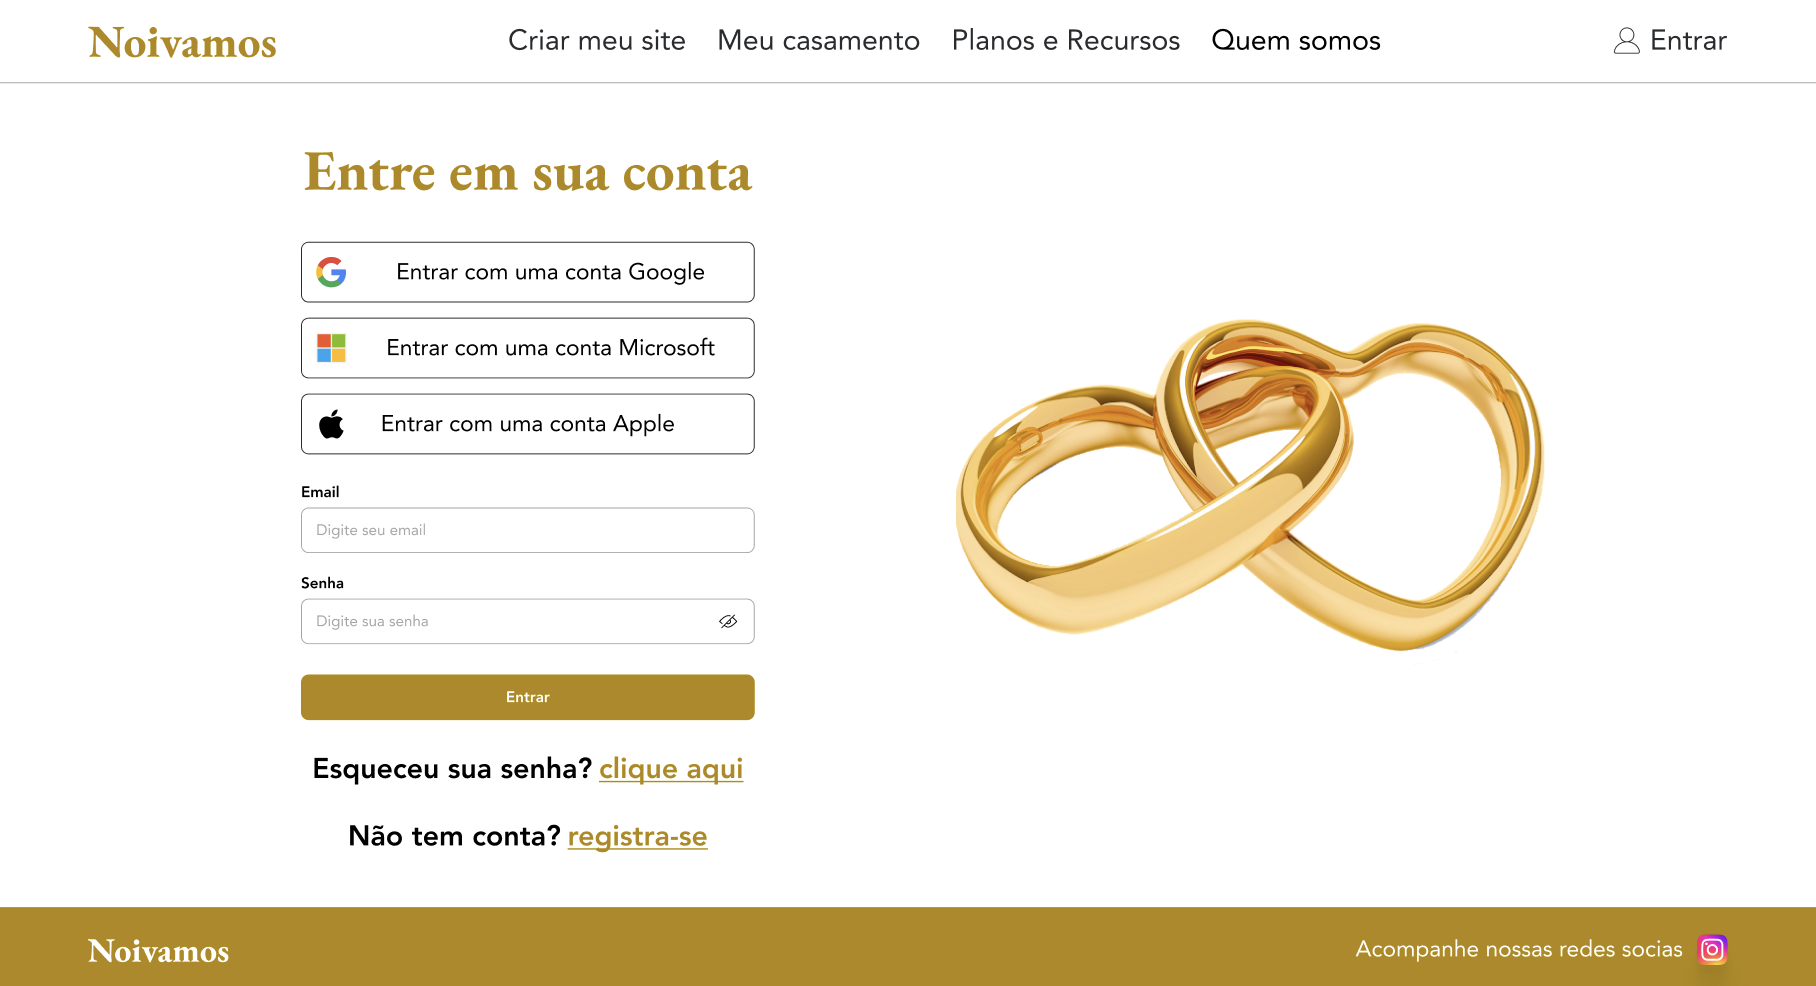 Noivamos
Criar meu site
Meu casamento
Planos e Recursos
Quem somos
Entrar
Entre em sua conta
Entrar com uma conta Google
Entrar com uma conta Microsoft
Entrar com uma conta Apple
Email
Digite seu email
Senha
Digite sua senha
Entrar
Esqueceu sua senha? clique aqui
Não tem conta? registra-se
Noivamos
Acompanhe nossas redes socias